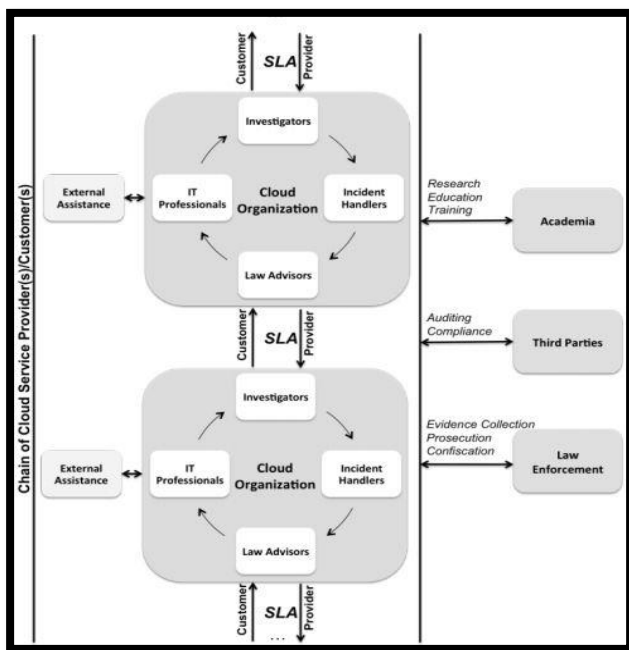 Chain of Cloud Service Provider(s)/Customer(s)
Customer
SLA
Provider
Investigators
External
Assistance
IT
Professionals
Cloud
Organization
Incident
Handlers
Law Advisors
Research
Education
Training
Academia
Customer
SLA
Provider
Auditing
Compliance
Third Parties
Investigators
External
Assistance
IT
Professionals
Cloud
Organization
Incident
Handlers
Law Advisors
Evidence Collection
Prosecution
Confiscation
Law
Enforcement
Customer
SLA
Provider
...